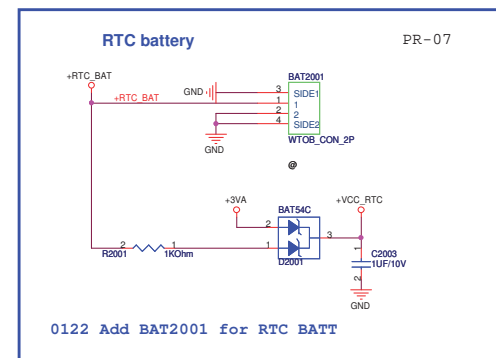 RTC battery
PR-07
+RTC_BAT
BAT2001
GND
3
SIDE1
+RTC_BAT
1
1
2
2
4
SIDE2
GND
WTOB_CON_2P
@
+3VA
BAT54C
+VCC_RTC
2
3
R2001
2
1
1KOhm
1
D2001
1
C2003
1UF/10V
2
GND
0122 Add BAT2001 for RTC BATT